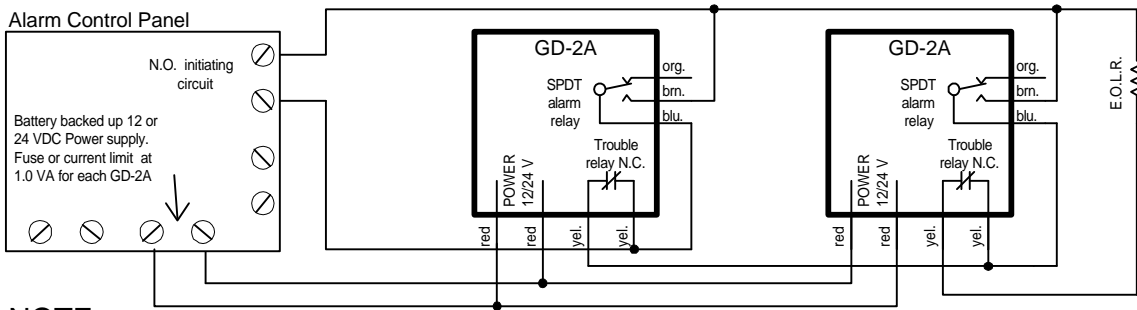 Alarm Control Panel
N.O. initiating
circuit
Battery backed up 12 or
24 VDC Power supply.
Fuse or current limit at
1.0 VA for each GD-2A
GD-2A
SPDT
alarm
relay
org.
brn.
blu.
Trouble
relay N.C.
POWER
12/24 V
red
red
yel.
yel.
GD-2A
SPDT
alarm
relay
org.
brn.
blu.
Trouble
relay N.C.
POWER
12/24 V
red
red
yel.
yel.
E.O.L.R.